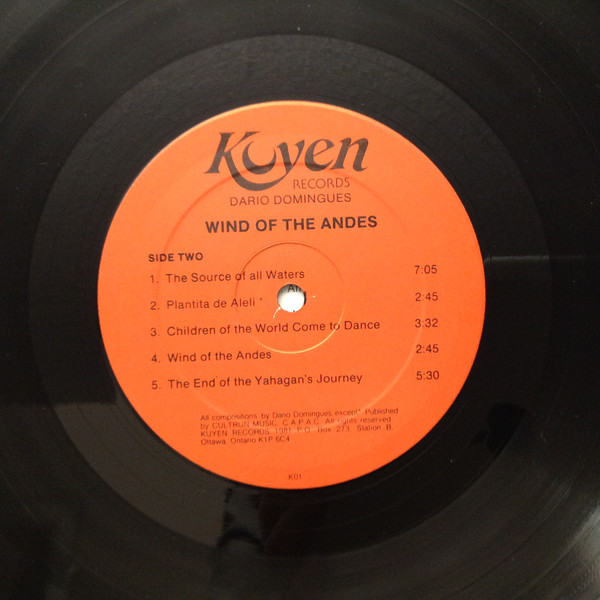 Kuyen
RECORDS
DARIO DOMINGUES
WIND OF THE ANDES
SIDE TWO
1. The Source of all Waters 7:05
2. Plantita de Aleli * 2:45
3. Children of the World Come to Dance 3:32
4. Wind of the Andes 2:45
5. The End of the Yahagan's Journey 5:30
All compositions by Dario Domingues except* Published
by CULTRUN MUSIC, C.A.P.A.C. All rights reserved
KUYEN RECORDS 1981 P.O. Box 273, Station B,
Ottawa, Ontario K1P 6C4
K01